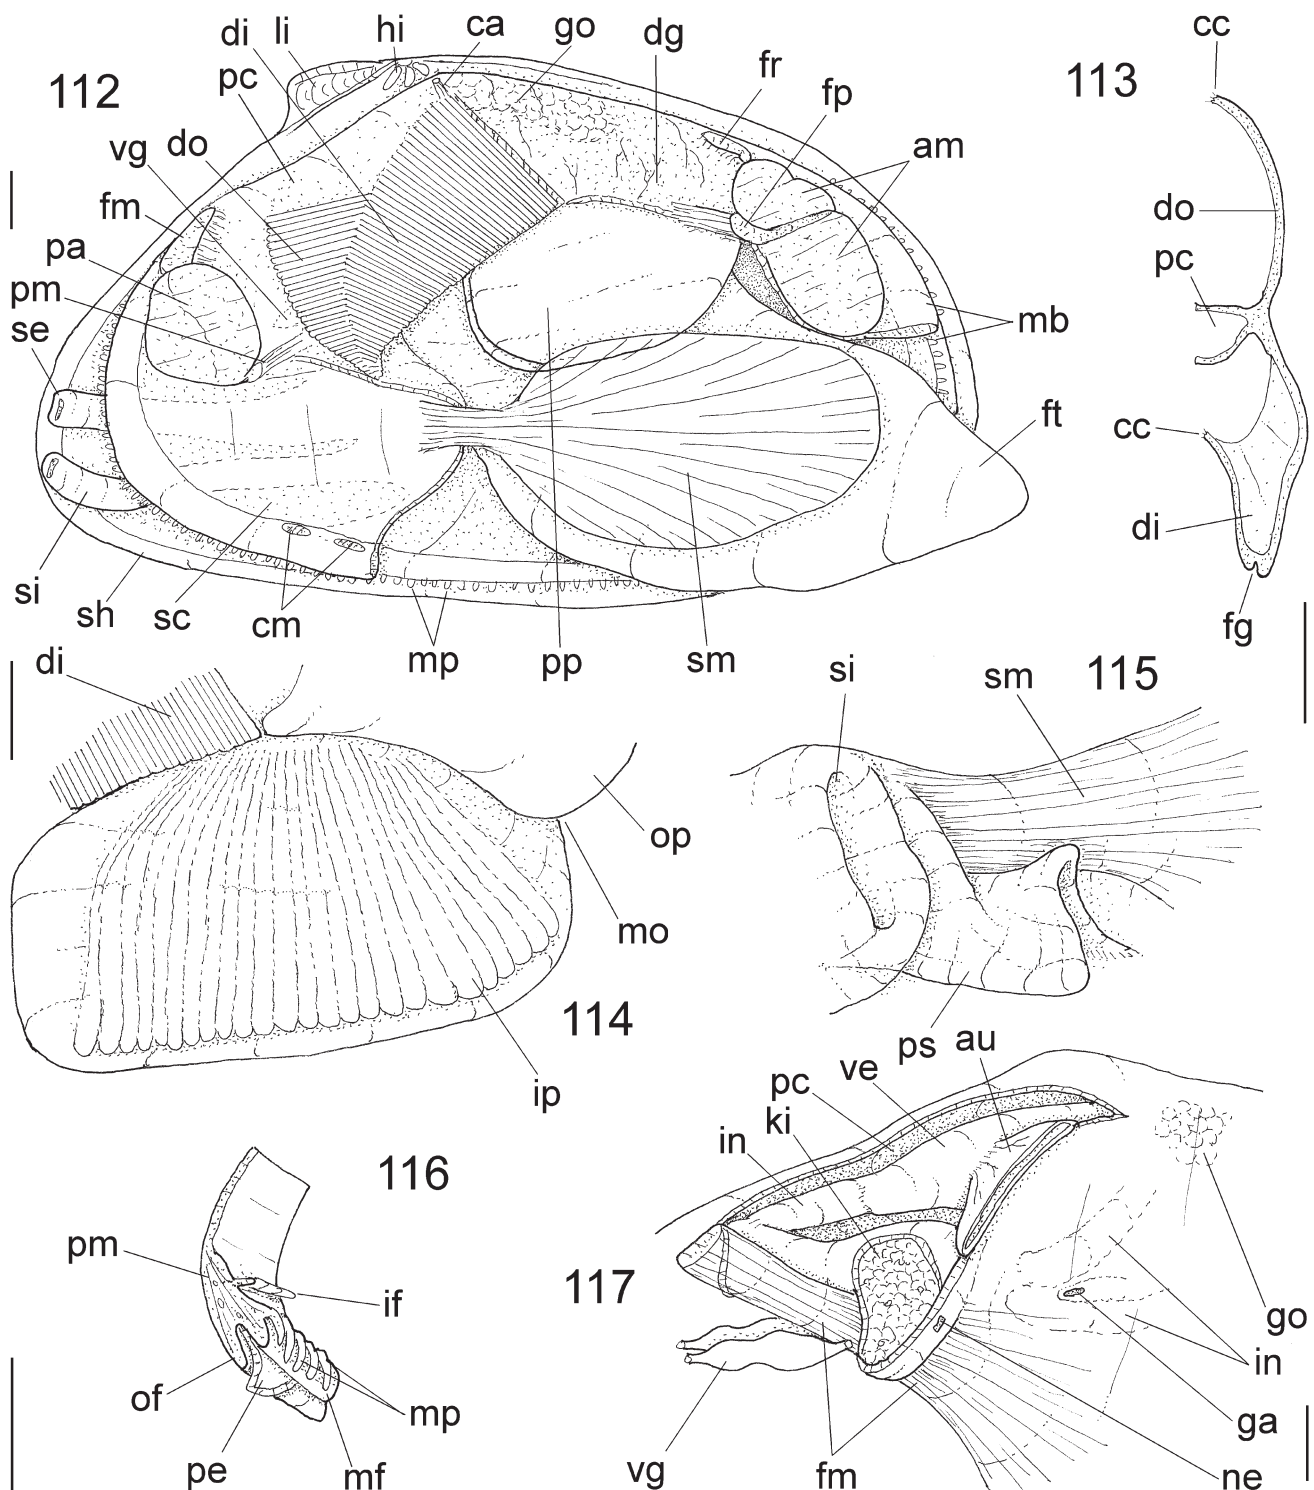 112
di li hi ca go dg
pc
fr
fp
am
vg do
fm
pa
pm
se
mb
ft
si
sh
sc
cm
mp
pp
sm
113
cc
do
pc
cc
di
fg
114
di
op
mo
ip
115
si
sm
ps
116
pm
if
of
mp
pe
mf
117
au
ve
pc
ki
in
go
in
ga
ne
vg
fm